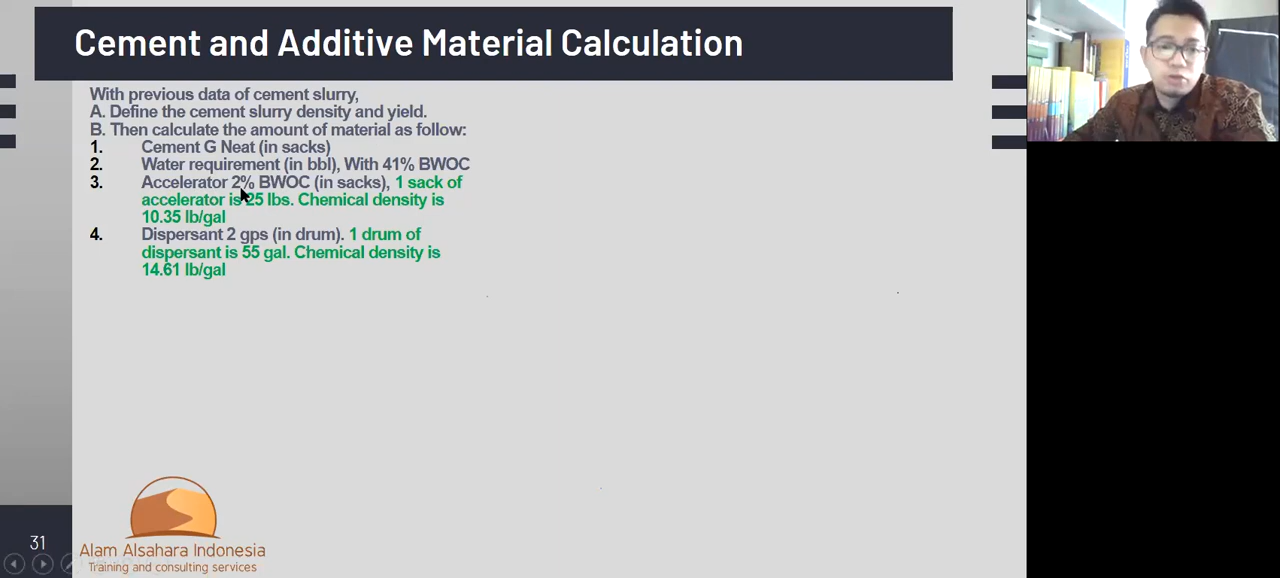 Cement and Additive Material Calculation
With previous data of cement slurry,
A. Define the cement slurry density and yield.
B. Then calculate the amount of material as follow:
1. Cement G Neat (in sacks)
2. Water requirement (in bbl), With 41% BWOC
3. Accelerator 2% BWOC (in sacks), 1 sack of
accelerator is 25 lbs. Chemical density is
10.35 lb/gal
4. Dispersant 2 gps (in drum). 1 drum of
dispersant is 55 gal. Chemical density is
14.61 lb/gal
31
Alam Alsahara Indonesia
Training and consulting services